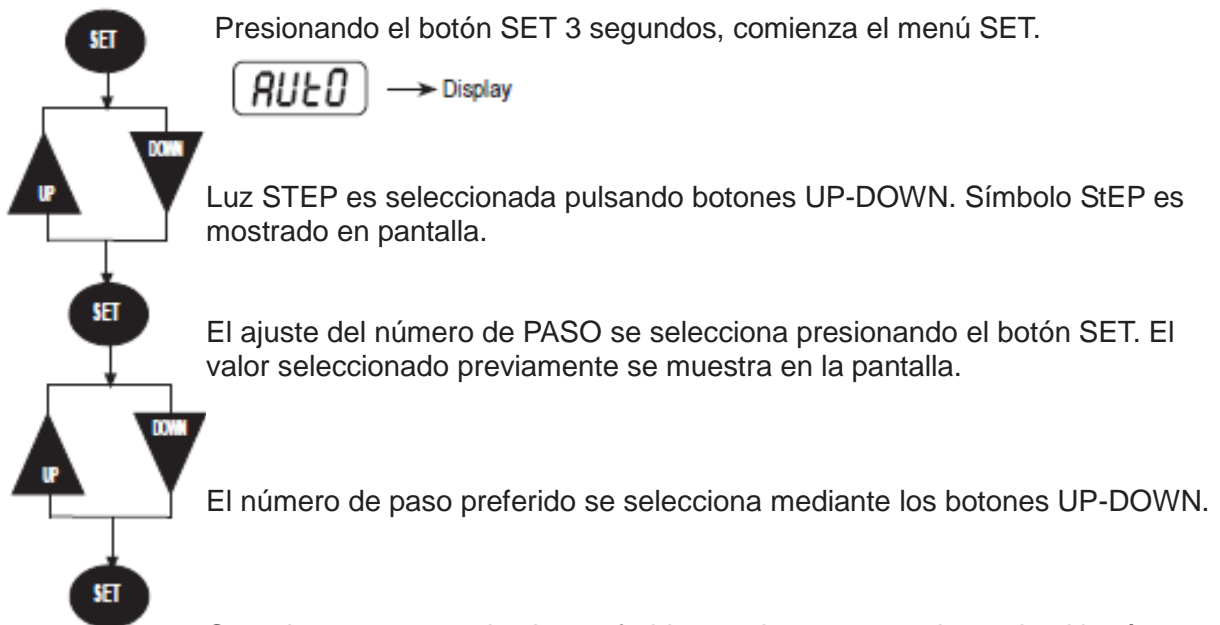 SET
Presionando el botón SET 3 segundos, comienza el menú SET.
AUtO
Display
DOWN
UP
Luz STEP es seleccionada pulsando botones UP-DOWN. Símbolo StEP es
mostrado en pantalla.
SET
El ajuste del número de PASO se selecciona presionando el botón SET. El
valor seleccionado previamente se muestra en la pantalla.
DOWN
UP
El número de paso preferido se selecciona mediante los botones UP-DOWN.
SET